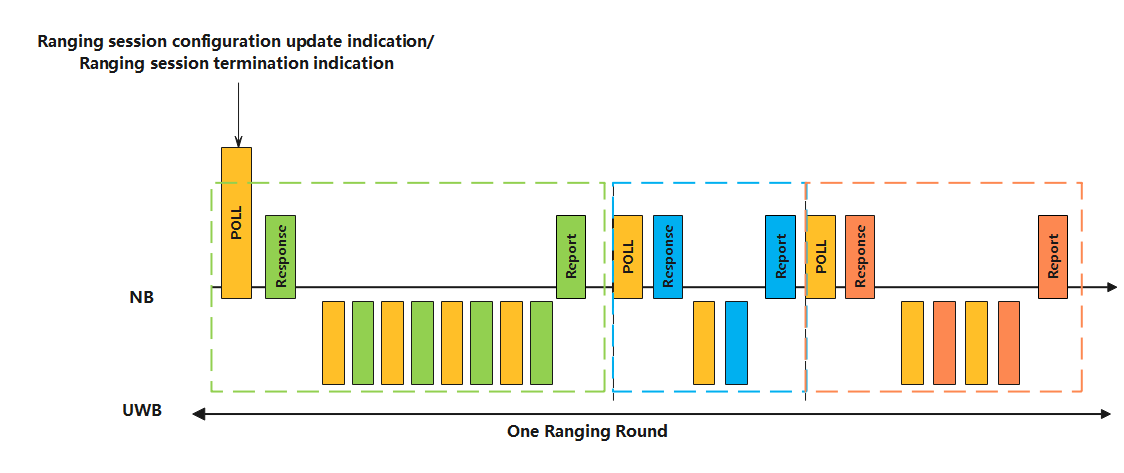 Ranging session configuration update indication/
Ranging session termination indication
POLL
Response
Report
POLL
Response
Report
POLL
Response
Report
NB
UWB
One Ranging Round